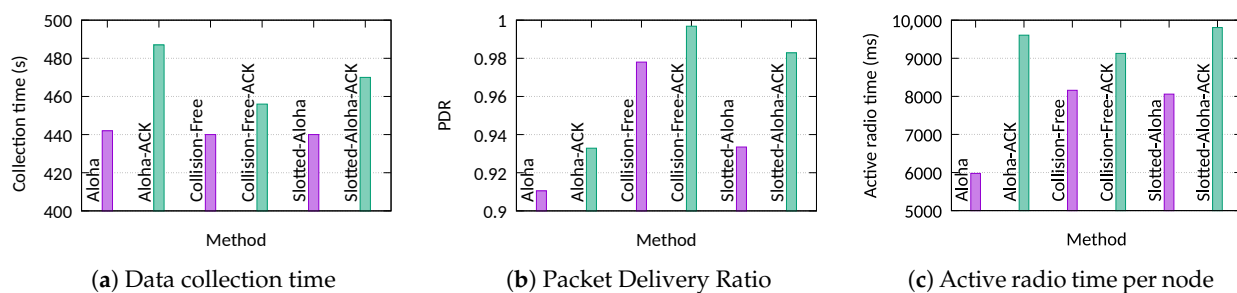 500
480
460
440
420
400
Collection time (s)
Aloha
Aloha-ACK
Collision-Free
Collision-Free-ACK
Slotted-Aloha
Slotted-Aloha-ACK
Method
(a) Data collection time
1
0.98
0.96
0.94
0.92
0.9
PDR
Aloha
Aloha-ACK
Collision-Free
Collision-Free-ACK
Slotted-Aloha
Slotted-Aloha-ACK
Method
(b) Packet Delivery Ratio
10,000
9000
8000
7000
6000
5000
Active radio time (ms)
Aloha
Aloha-ACK
Collision-Free
Collision-Free-ACK
Slotted-Aloha
Slotted-Aloha-ACK
Method
(c) Active radio time per node